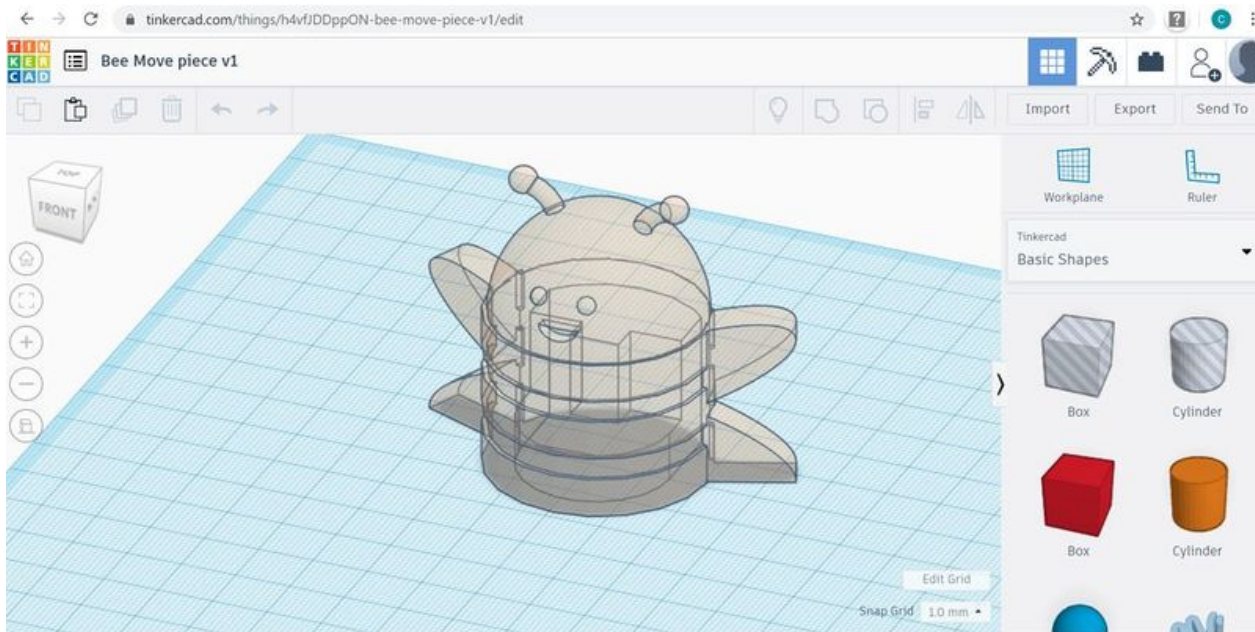 tinkercad.com/things/h4vfJDDppON-bee-move-piece-v1/edit
C
TIN
KER
CAD
Bee Move piece v1
Import Export Send To
TOP
FRONT
Workplane Ruler
Tinkercad
Basic Shapes
Box Cylinder
Box Cylinder
Edit Grid
Snap Grid 1.0 mm